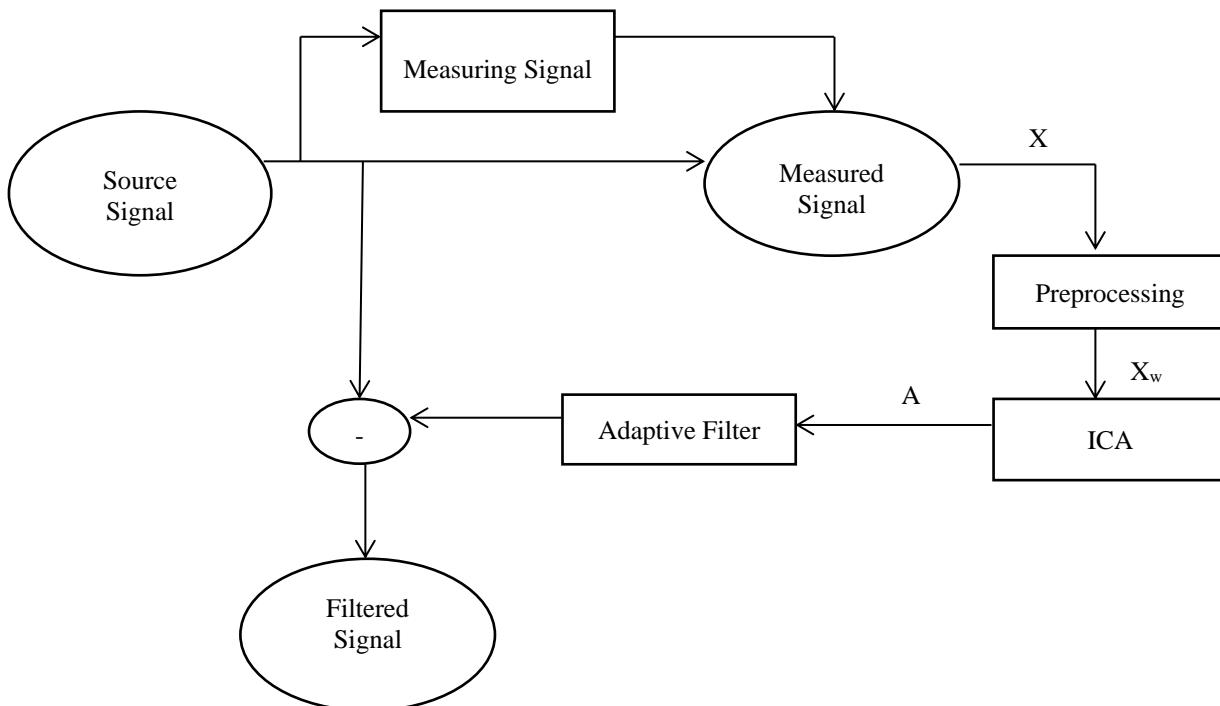 Measuring Signal
Source
Signal
Measured
Signal
X
Preprocessing
Xw
A
ICA
Adaptive Filter
-
Filtered
Signal